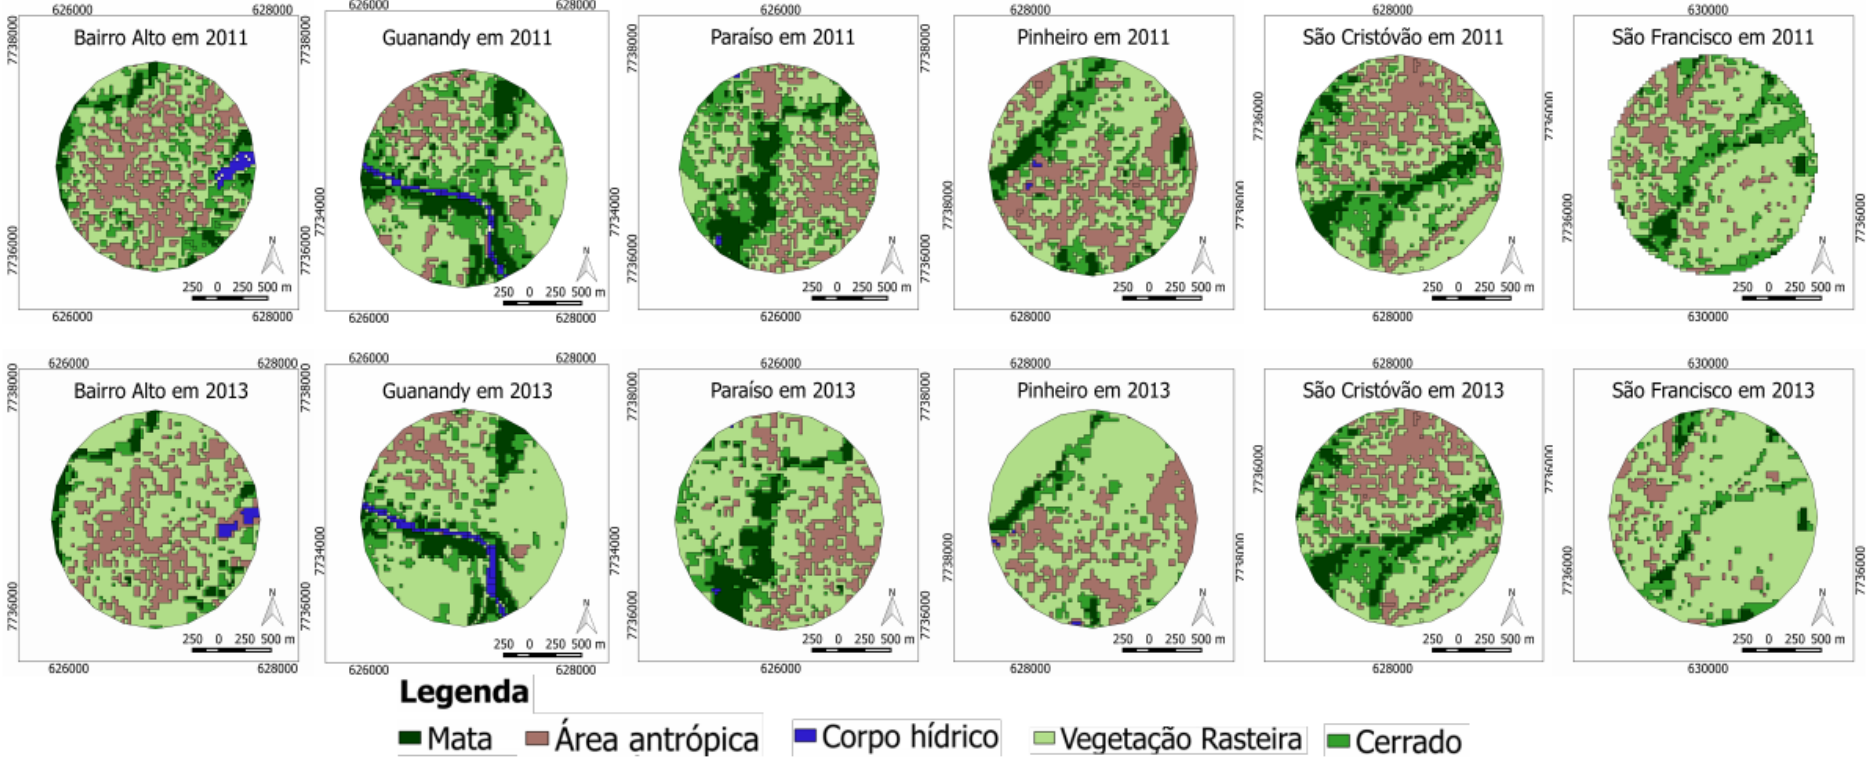 626000 628000 626000 628000 626000 628000 628000 630000
Bairro Alto em 2011
Guanandy em 2011
Paraíso em 2011
Pinheiro em 2011
São Cristóvão em 2011
São Francisco em 2011
7738000 7738000 7738000 7738000 7736000 7736000
7736000 7736000 7734000 7734000 7736000 7736000 7738000 7738000 7736000 7736000
N N N N N N
250 0 250 500 m
250 0 250 500 m
250 0 250 500 m
250 0 250 500 m
250 0 250 500 m
250 0 250 500 m
626000 628000 626000 628000 626000 628000 628000 630000
626000 628000 626000 628000 626000 628000 628000 630000
Bairro Alto em 2013
Guanandy em 2013
Paraíso em 2013
Pinheiro em 2013
São Cristóvão em 2013
São Francisco em 2013
7738000 7738000 7738000 7738000 7736000 7736000
7736000 7736000 7734000 7734000 7736000 7736000 7738000 7738000 7736000 7736000
N N N N N N
250 0 250 500 m
250 0 250 500 m
250 0 250 500 m
250 0 250 500 m
250 0 250 500 m
250 0 250 500 m
626000 628000 626000 628000 626000 628000 628000 630000
Legenda
Mata Área antrópica Corpo hídrico Vegetação Rasteira Cerrado